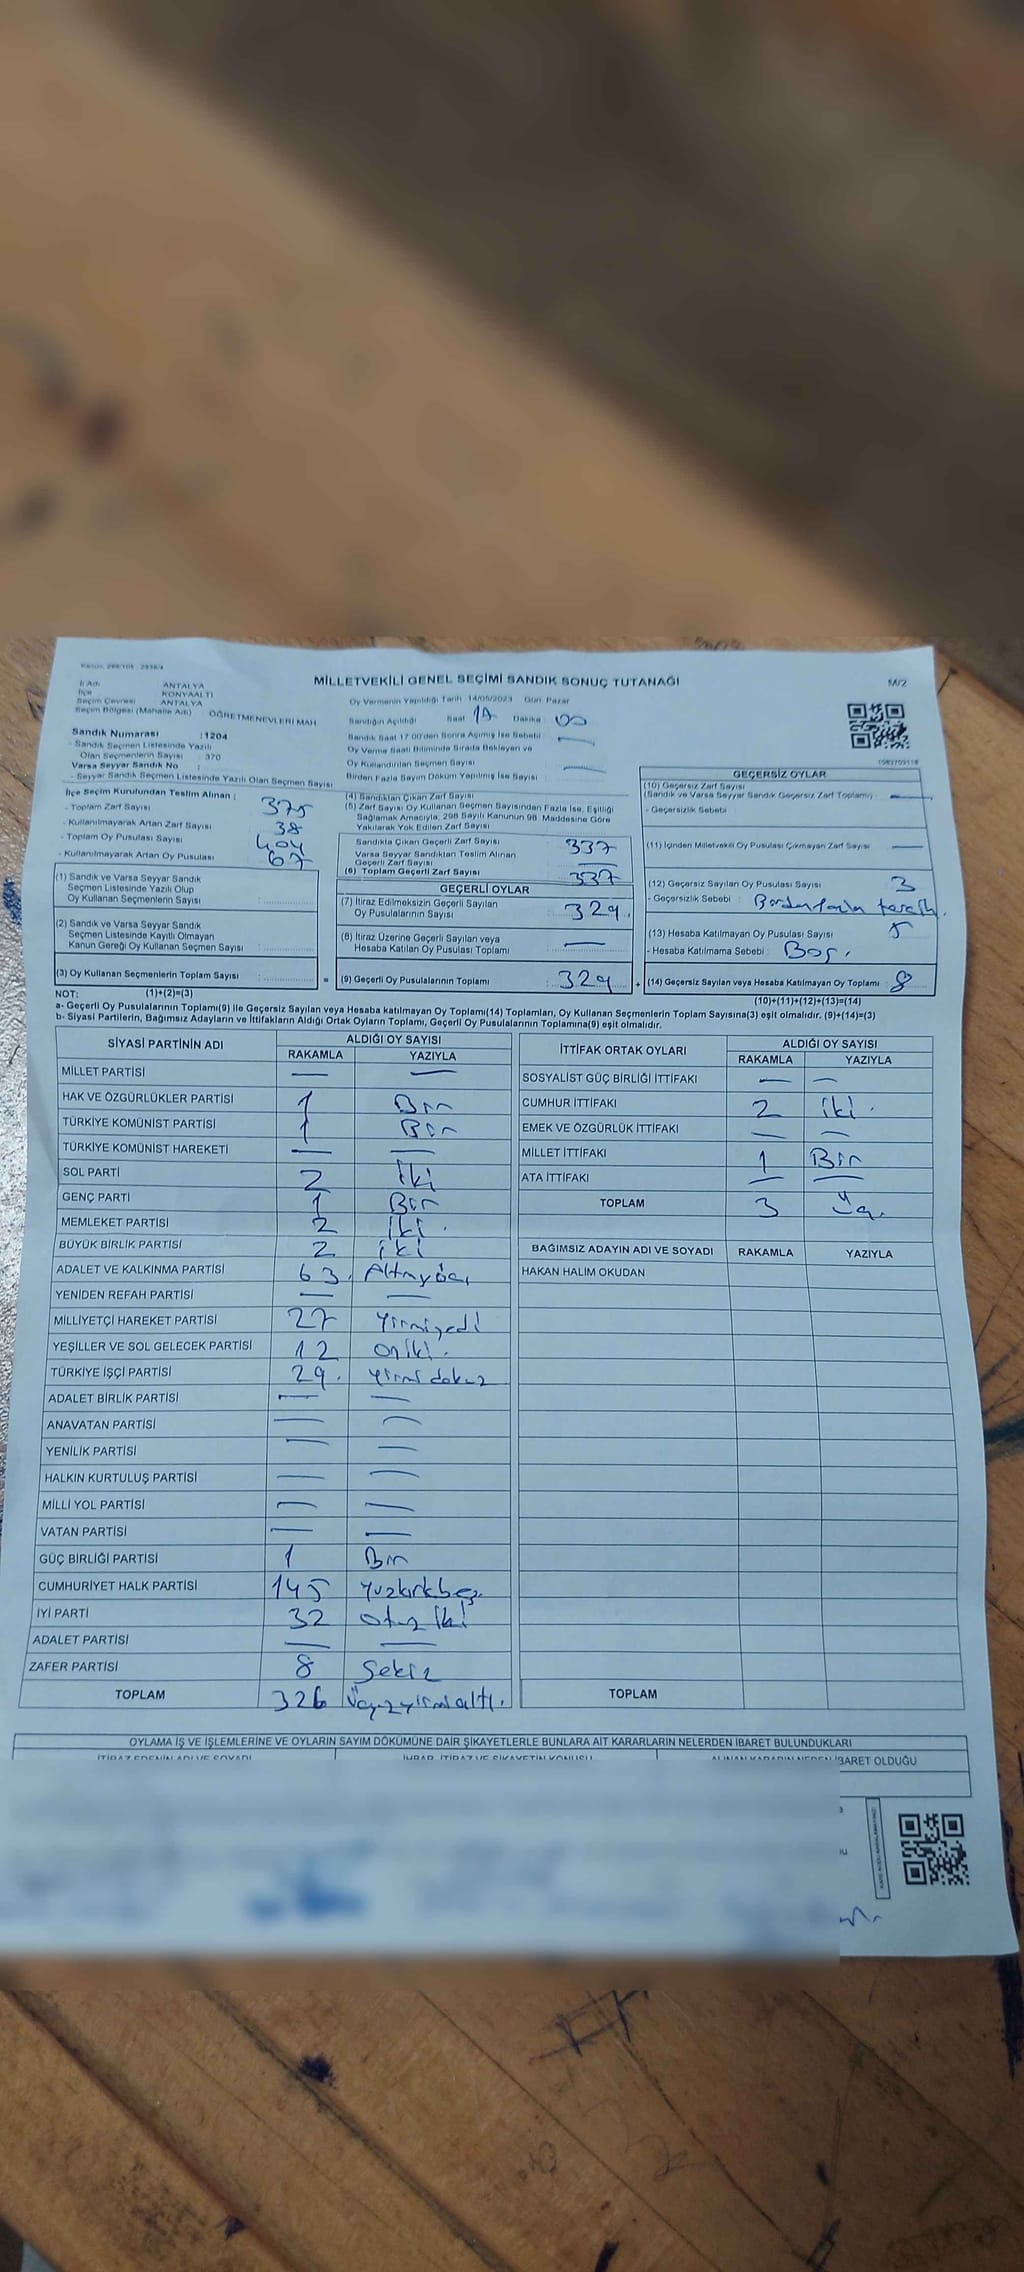 Kanun: 298/105 , 2839/4
MİLLETVEKİLİ GENEL SEÇİMİ SANDIK SONUÇ TUTANAĞI
M/2
İl Adı ANTALYA
İlçe KONYAALTI
Seçim Çevresi ANTALYA
Seçim Bölgesi (Mahalle Adı) ÖĞRETMENEVLERİ MAH.
Sandık Numarası :1204
- Sandık Seçmen Listesinde Yazılı
Olan Seçmenlerin Sayısı : 370
Varsa Seyyar Sandık No :
- Seyyar Sandık Seçmen Listesinde Yazılı Olan Seçmen Sayısı
Oy Vermenin Yapıldığı Tarih 14/05/2023 Gün Pazar
Sandığın Açıldığı Saat Dakika 00
Sandık Saat 17:00'den Sonra Açılmış İse Sebebi —
Oy Verme Saati Bitiminde Sırada Bekleyen ve
Oy Kullandırılan Seçmen Sayısı —
Birden Fazla Sayım Döküm Yapılmış İse Sayısı
İlçe Seçim Kurulundan Teslim Alınan :
- Toplam Zarf Sayısı 375
- Kullanılmayarak Artan Zarf Sayısı 38
- Toplam Oy Pusulası Sayısı 404
- Kullanılmayarak Artan Oy Pusulası 67
(1) Sandık ve Varsa Seyyar Sandık
Seçmen Listesinde Yazılı Olup
Oy Kullanan Seçmenlerin Sayısı
(2) Sandık ve Varsa Seyyar Sandık
Seçmen Listesinde Kayıtlı Olmayan
Kanun Gereği Oy Kullanan Seçmen Sayısı
(3) Oy Kullanan Seçmenlerin Toplam Sayısı
(4) Sandıktan Çıkan Zarf Sayısı
(5) Zarf Sayısı Oy Kullanan Seçmen Sayısından Fazla İse, Eşitliği
Sağlamak Amacıyla, 298 Sayılı Kanunun 98. Maddesine Göre
Yakılarak Yok Edilen Zarf Sayısı
Sandıkta Çıkan Geçerli Zarf Sayısı 337
Varsa Seyyar Sandıktan Teslim Alınan
Geçerli Zarf Sayısı —
(6) Toplam Geçerli Zarf Sayısı 337
GEÇERLİ OYLAR
(7) İtiraz Edilmeksizin Geçerli Sayılan
Oy Pusulalarının Sayısı 329.
(8) İtiraz Üzerine Geçerli Sayılan veya
Hesaba Katılan Oy Pusulası Toplamı —
= (9) Geçerli Oy Pusulalarının Toplamı : 329
GEÇERSİZ OYLAR
(10) Geçersiz Zarf Sayısı
(Sandık ve Varsa Seyyar Sandık Geçersiz Zarf Toplamı) —
- Geçersizlik Sebebi
(11) İçinden Milletvekili Oy Pusulası Çıkmayan Zarf Sayısı —
(12) Geçersiz Sayılan Oy Pusulası Sayısı 3
- Geçersizlik Sebebi : Birden fazla tercih.
(13) Hesaba Katılmayan Oy Pusulası Sayısı 5
- Hesaba Katılmama Sebebi : Boş.
+ (14) Geçersiz Sayılan veya Hesaba Katılmayan Oy Toplamı 8
NOT: (1)+(2)=(3)
(10)+(11)+(12)+(13)=(14)
a- Geçerli Oy Pusulalarının Toplamı(9) ile Geçersiz Sayılan veya Hesaba katılmayan Oy Toplamı(14) Toplamları, Oy Kullanan Seçmenlerin Toplam Sayısına(3) eşit olmalıdır. (9)+(14)=(3)
b- Siyasi Partilerin, Bağımsız Adayların ve İttifakların Aldığı Ortak Oyların Toplamı, Geçerli Oy Pusulalarının Toplamına(9) eşit olmalıdır.
SİYASİ PARTİNİN ADI ALDIĞI OY SAYISI
RAKAMLA YAZIYLA
MİLLET PARTİSİ — —
HAK VE ÖZGÜRLÜKLER PARTİSİ 1 Bir
TÜRKİYE KOMÜNİST PARTİSİ 1 Bir
TÜRKİYE KOMÜNİST HAREKETİ — —
SOL PARTİ 2 iki
GENÇ PARTİ 1 Bir
MEMLEKET PARTİSİ 2 iki.
BÜYÜK BİRLİK PARTİSİ 2 iki
ADALET VE KALKINMA PARTİSİ 63. Altmışüç
YENİDEN REFAH PARTİSİ — —
MİLLİYETÇİ HAREKET PARTİSİ 27 Yirmiyedi
YEŞİLLER VE SOL GELECEK PARTİSİ 12 oniki.
TÜRKİYE İŞÇİ PARTİSİ 29. yirmi dokuz
ADALET BİRLİK PARTİSİ — —
ANAVATAN PARTİSİ — —
YENİLİK PARTİSİ — —
HALKIN KURTULUŞ PARTİSİ — —
MİLLİ YOL PARTİSİ — —
VATAN PARTİSİ — —
GÜÇ BİRLİĞİ PARTİSİ 1 Bir
CUMHURİYET HALK PARTİSİ 145 Yuzkırkbeş
İYİ PARTİ 32 otuz iki
ADALET PARTİSİ — —
ZAFER PARTİSİ 8 Sekiz
TOPLAM 326 Üçyüzyirmialtı.
İTTİFAK ORTAK OYLARI ALDIĞI OY SAYISI
RAKAMLA YAZIYLA
SOSYALİST GÜÇ BİRLİĞİ İTTİFAKI — —
CUMHUR İTTİFAKI 2 iki.
EMEK VE ÖZGÜRLÜK İTTİFAKI — —
MİLLET İTTİFAKI 1 Bir
ATA İTTİFAKI — —
TOPLAM 3 Üç.
BAĞIMSIZ ADAYIN ADI VE SOYADI RAKAMLA YAZIYLA
HAKAN HALİM OKUDAN
TOPLAM
OYLAMA İŞ VE İŞLEMLERİNE VE OYLARIN SAYIM DÖKÜMÜNE DAİR ŞİKAYETLERLE BUNLARA AİT KARARLARIN NELERDEN İBARET BULUNDUKLARI
İTİRAZ EDENİN ADI VE SOYADI İHBAR, İTİRAZ VE ŞİKAYETİN KONUSU ALINAN KARARIN NEDEN İBARET OLDUĞU